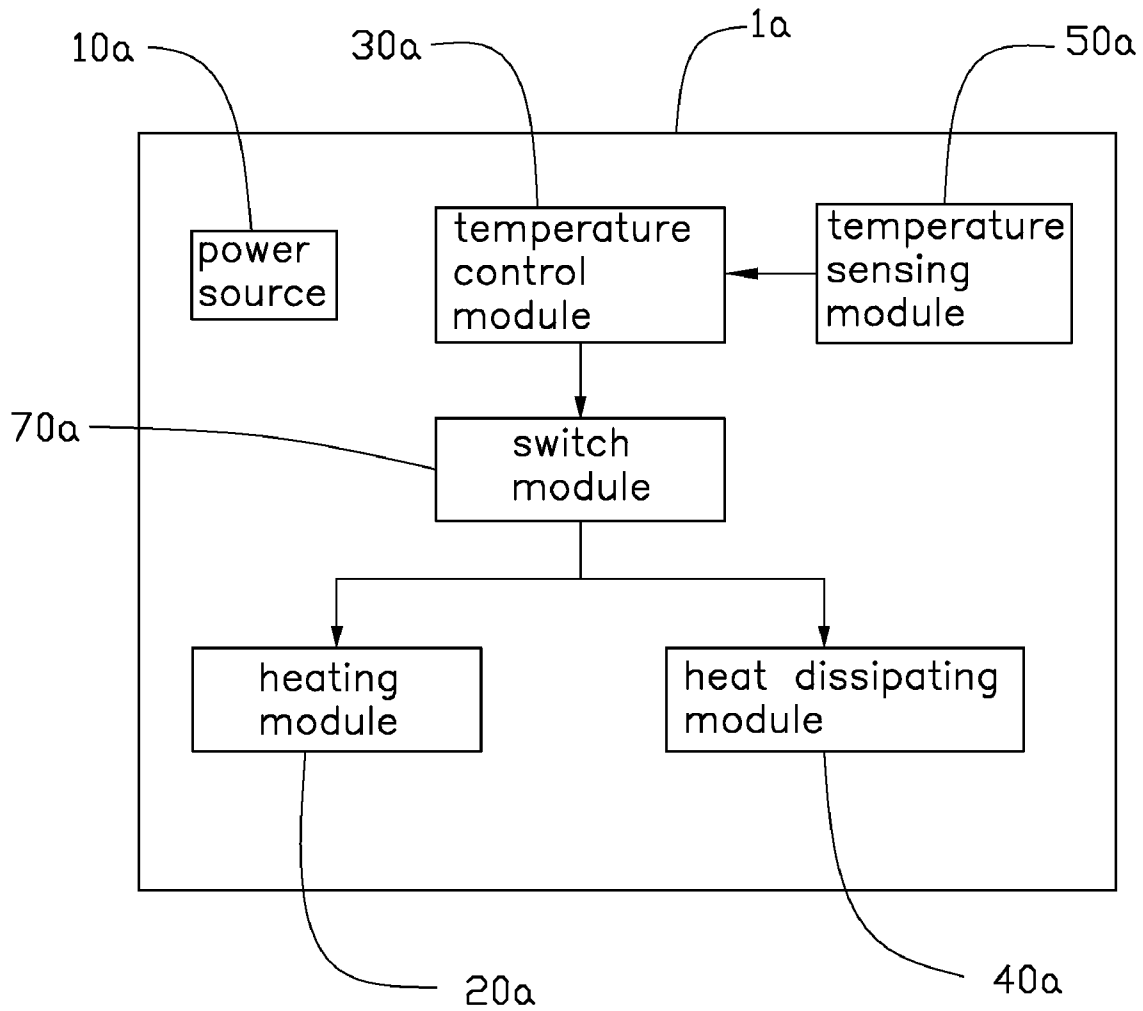 10a
30a
1a
50a
power
source
temperature
control
module
temperature
sensing
module
70a
switch
module
heating
module
heat dissipating
module
20a
40a